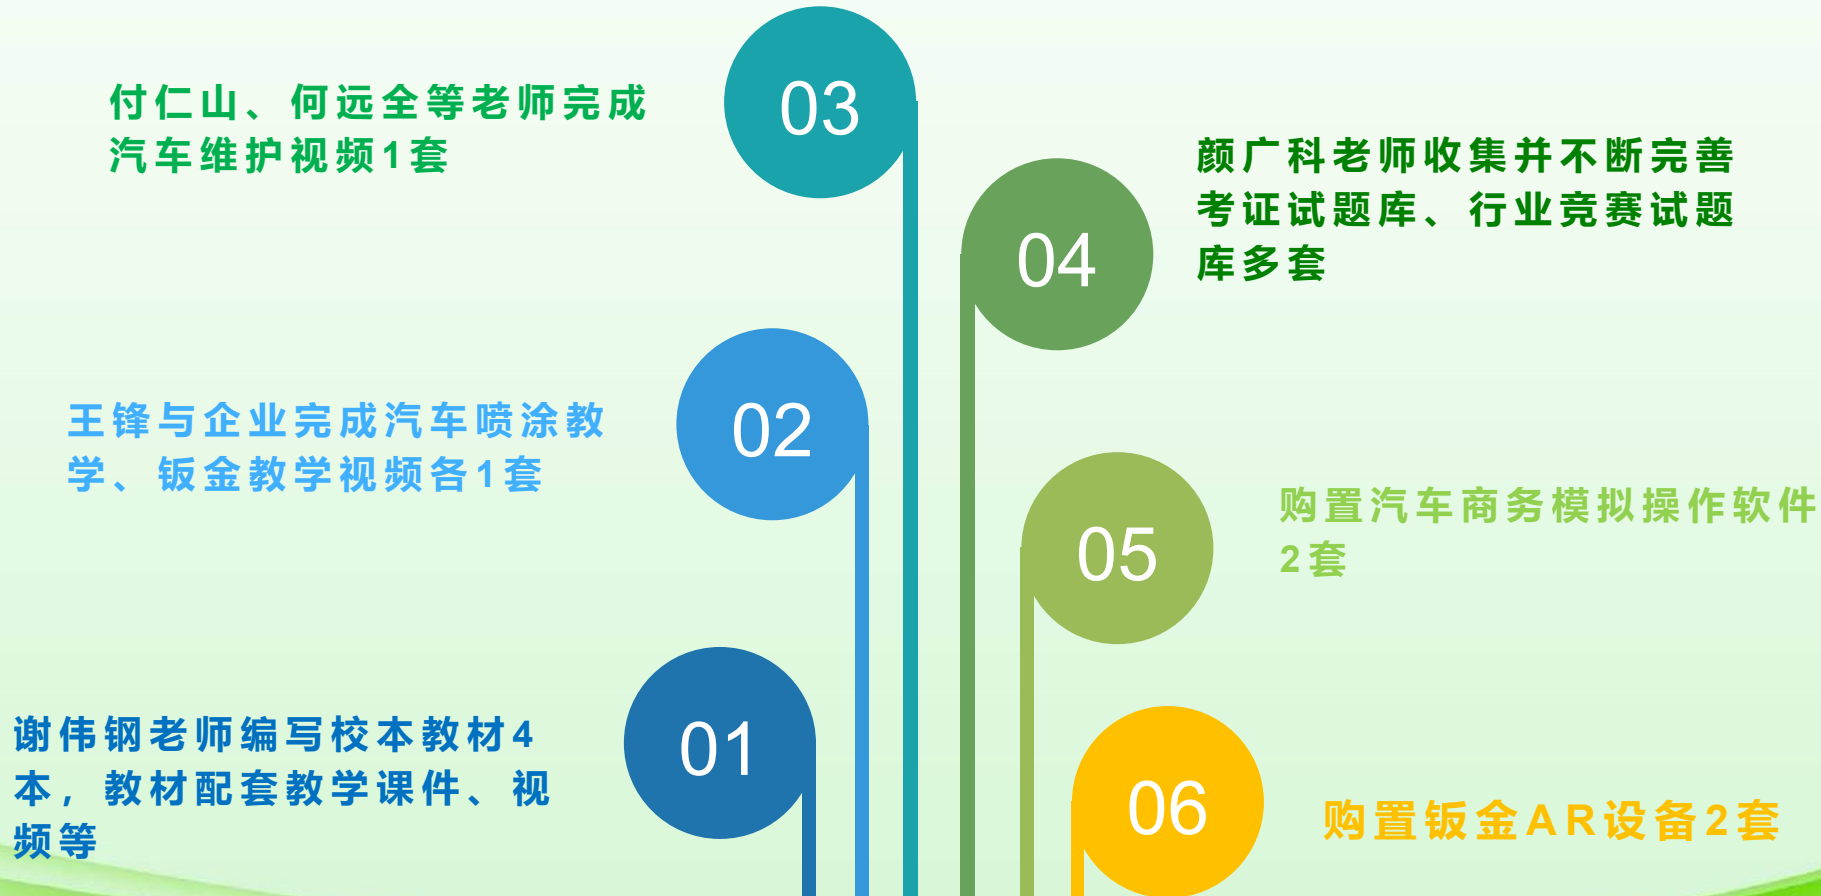 03
付仁山、何远全等老师完成
汽车维护视频1套
04
颜广科老师收集并不断完善
考证试题库、行业竞赛试题
库多套
02
王锋与企业完成汽车喷涂教
学、钣金教学视频各1套
05
购置汽车商务模拟操作软件
2套
01
谢伟钢老师编写校本教材4
本，教材配套教学课件、视
频等
06
购置钣金AR设备2套